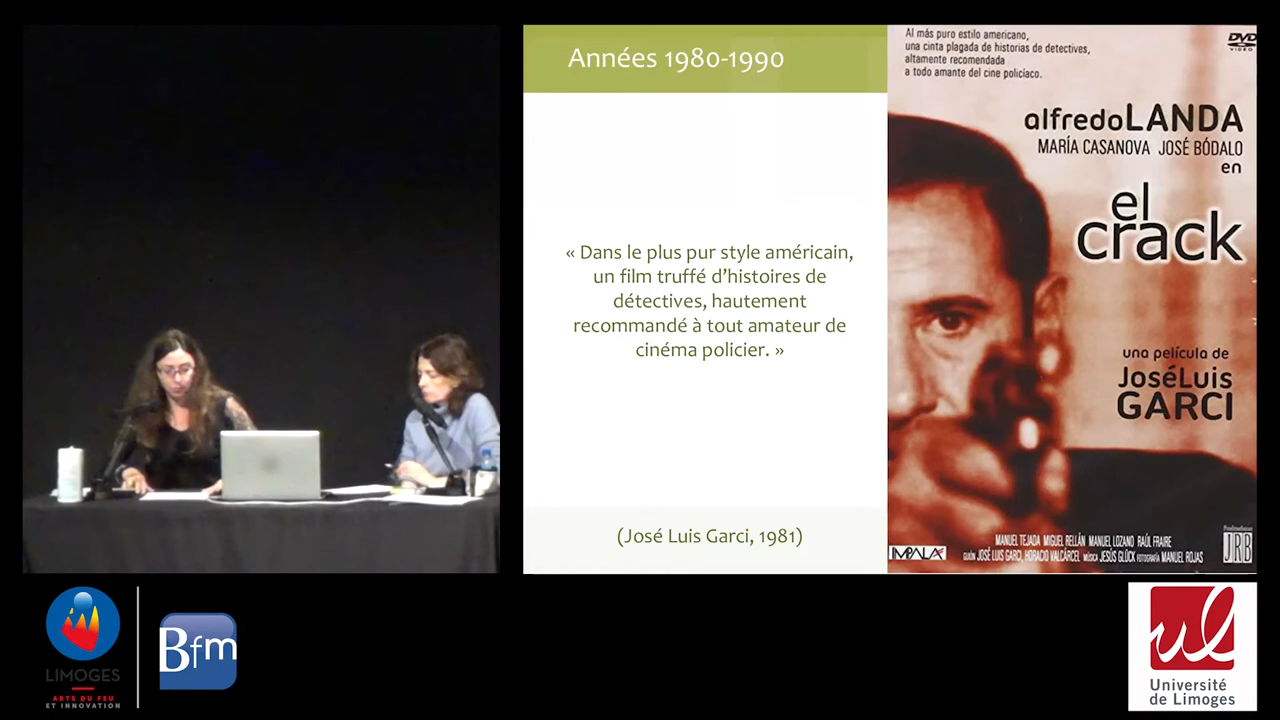 Années 1980-1990
« Dans le plus pur style américain,
un film truffé d'histoires de
détectives, hautement
recommandé à tout amateur de
cinéma policier. »
(José Luis Garci, 1981)
Al más puro estilo americano,
una cinta plagada de historias de detectives,
altamente recomendada
a todo amante del cine policíaco.
DVD
VIDEO
alfredoLANDA
MARÍA CASANOVA JOSÉ BÓDALO
en
el
crack
una película de
JoséLuis
GARCI
MANUEL TEJADA MIGUEL RELLÁN MANUEL LOZANO RAÚL FRAIRE
GUIÓN JOSÉ LUIS GARCI, HORACIO VALCÁRCEL MÚSICA JESÚS GLÜCK FOTOGRAFÍA MANUEL ROJAS
IMPALA
JRB
LIMOGES
ARTS DU FEU
ET INNOVATION
Bfm
ul
Université
de Limoges